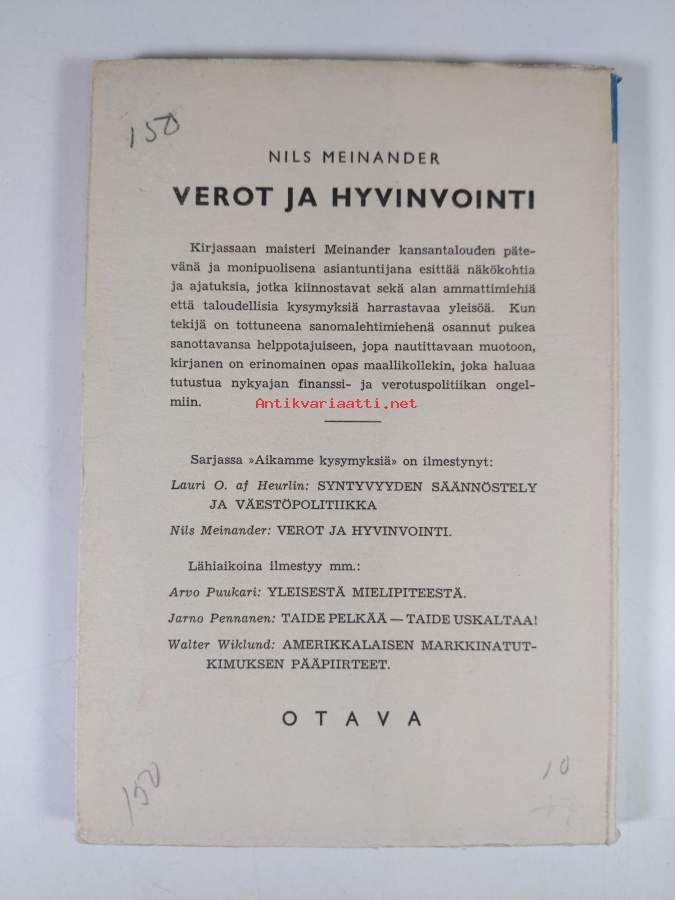 150
NILS MEINANDER
VEROT JA HYVINVOINTI
Kirjassaan maisteri Meinander kansantalouden päte-
vänä ja monipuolisena asiantuntijana esittää näkökohtia
ja ajatuksia, jotka kiinnostavat sekä alan ammattimiehiä
että taloudellisia kysymyksiä harrastavaa yleisöä. Kun
tekijä on tottuneena sanomalehtimiehenä osannut pukea
sanottavansa helppotajuiseen, jopa nautittavaan muotoon,
kirjanen on erinomainen opas maallikollekin, joka haluaa
tutustua nykyajan finanssi- ja verotuspolitiikan ongel-
miin.
Antikvariaatti.net
Sarjassa »Aikamme kysymyksiä» on ilmestynyt:
Lauri O. af Heurlin: SYNTYVYYDEN SÄÄNNÖSTELY
JA VÄESTÖPOLITIIKKA
Nils Meinander: VEROT JA HYVINVOINTI.
Lähiaikoina ilmestyy mm.:
Arvo Puukari: YLEISESTÄ MIELIPITEESTÄ.
Jarno Pennanen: TAIDE PELKÄÄ — TAIDE USKALTAA!
Walter Wiklund: AMERIKKALAISEN MARKKINATUT-
KIMUKSEN PÄÄPIIRTEET.
OTAVA
150
10